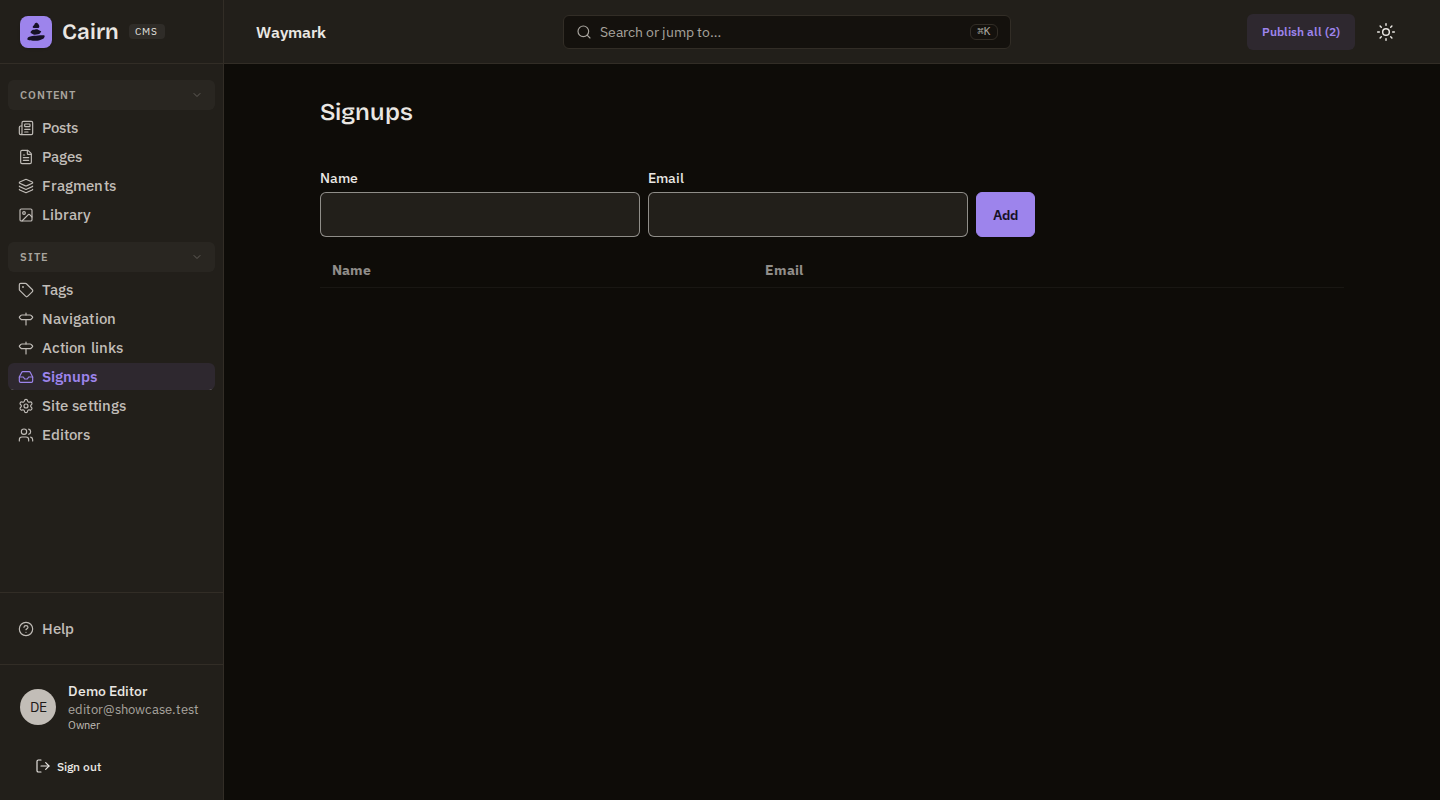 Cairn CMS
Waymark
Search or jump to...
⌘K
Publish all (2)
CONTENT
Posts
Pages
Fragments
Library
SITE
Tags
Navigation
Action links
Signups
Site settings
Editors
Help
DE
Demo Editor
editor@showcase.test
Owner
Sign out
Signups
Name Email
Add
Name Email